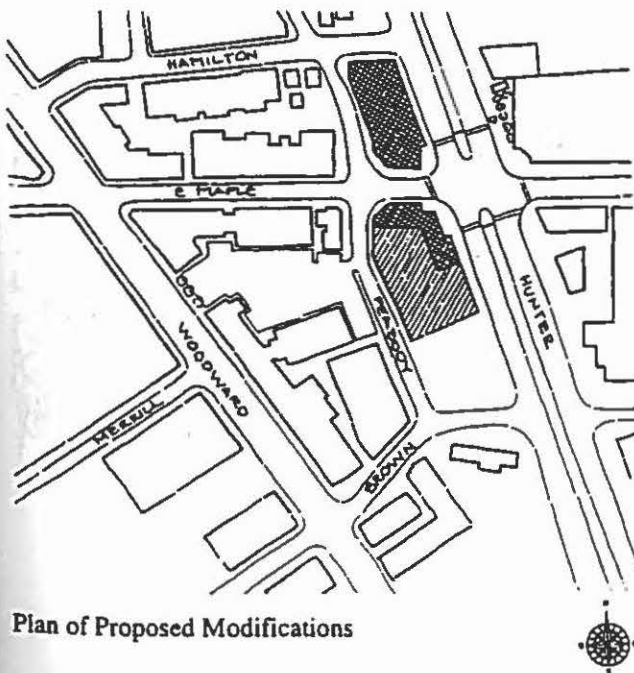 HAMILTON
E MAPLE
PEABODY
HUNTER
WOODWARD
MERRILL
BROWN
Plan of Proposed Modifications